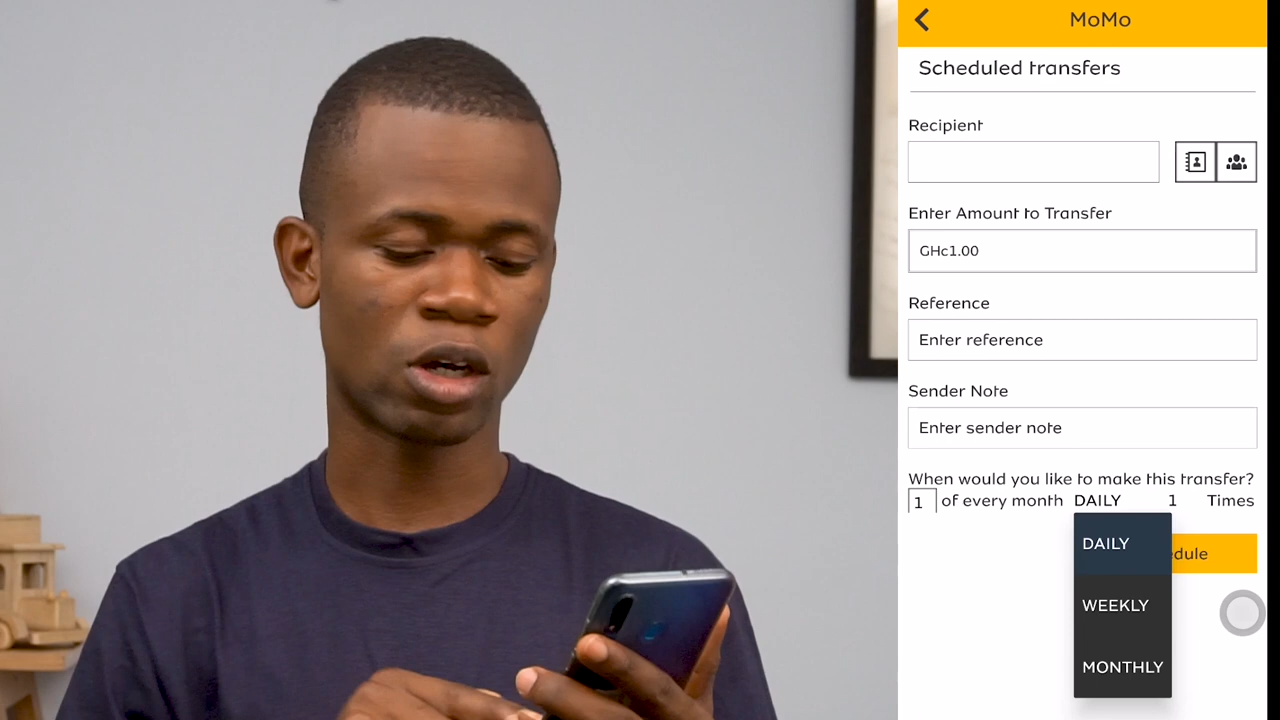 MoMo
Scheduled transfers
Recipient
Enter Amount to Transfer
GHc1.00
Reference
Enter reference
Sender Note
Enter sender note
When would you like to make this transfer?
1 of every month DAILY 1 Times
DAILY
WEEKLY
MONTHLY